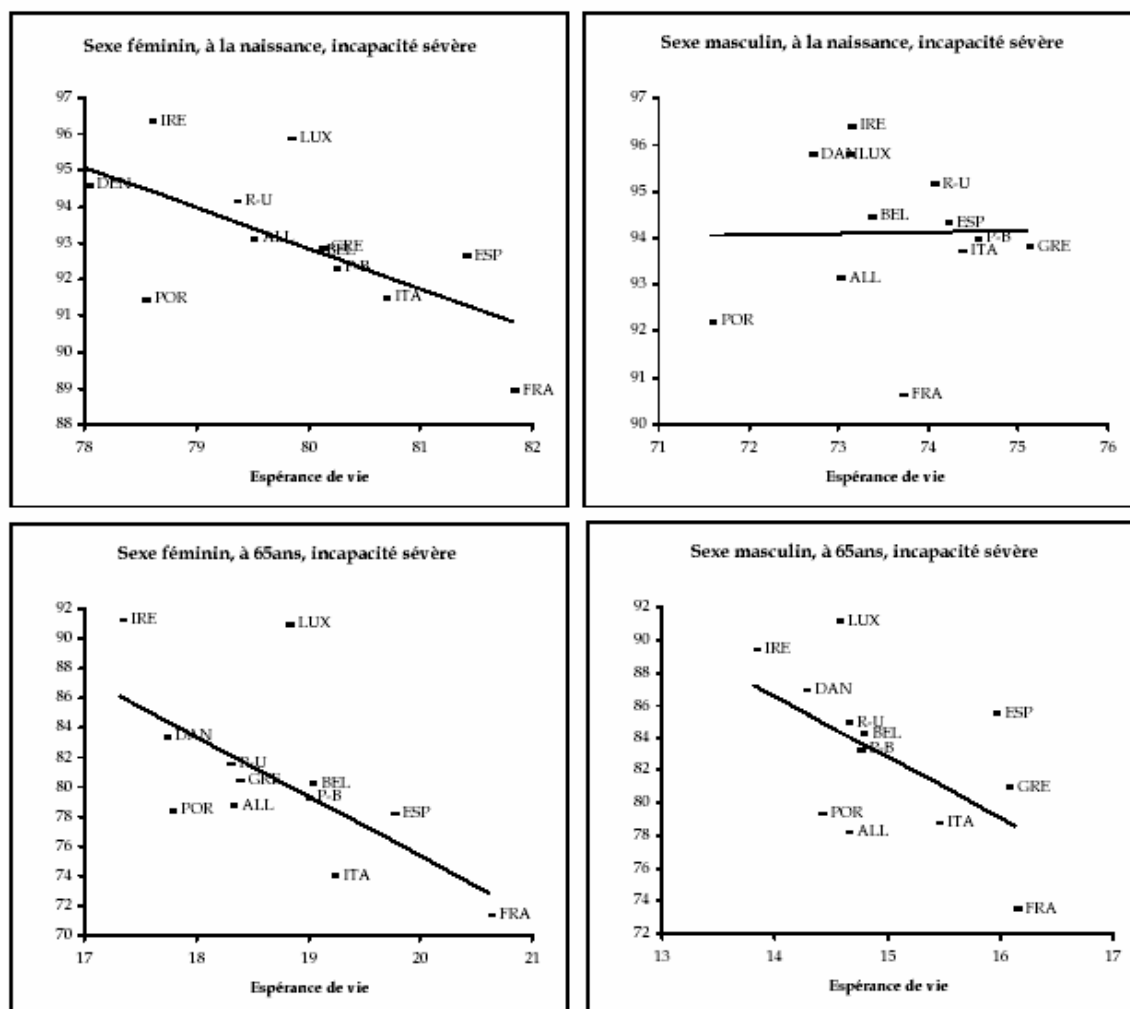 Sexe féminin, à la naissance, incapacité sévère
97
96
95
94
93
92
91
90
89
88
IRE
LUX
DEN
R-U
ALL
GRE
BEL
P-B
ESP
POR
ITA
FRA
78 79 80 81 82
Espérance de vie
Sexe masculin, à la naissance, incapacité sévère
97
96
95
94
93
92
91
90
IRE
DAN LUX
R-U
BEL
ESP
P-B
ITA
GRE
ALL
POR
FRA
71 72 73 74 75 76
Espérance de vie
Sexe féminin, à 65ans, incapacité sévère
92
90
88
86
84
82
80
78
76
74
72
70
IRE
LUX
DAN
R-U
GRE
BEL
P-B
POR
ALL
ESP
ITA
FRA
17 18 19 20 21
Espérance de vie
Sexe masculin, à 65ans, incapacité sévère
92
90
88
86
84
82
80
78
76
74
72
LUX
IRE
DAN
ESP
R-U
BEL
P-B
GRE
POR
ITA
ALL
FRA
13 14 15 16 17
Espérance de vie